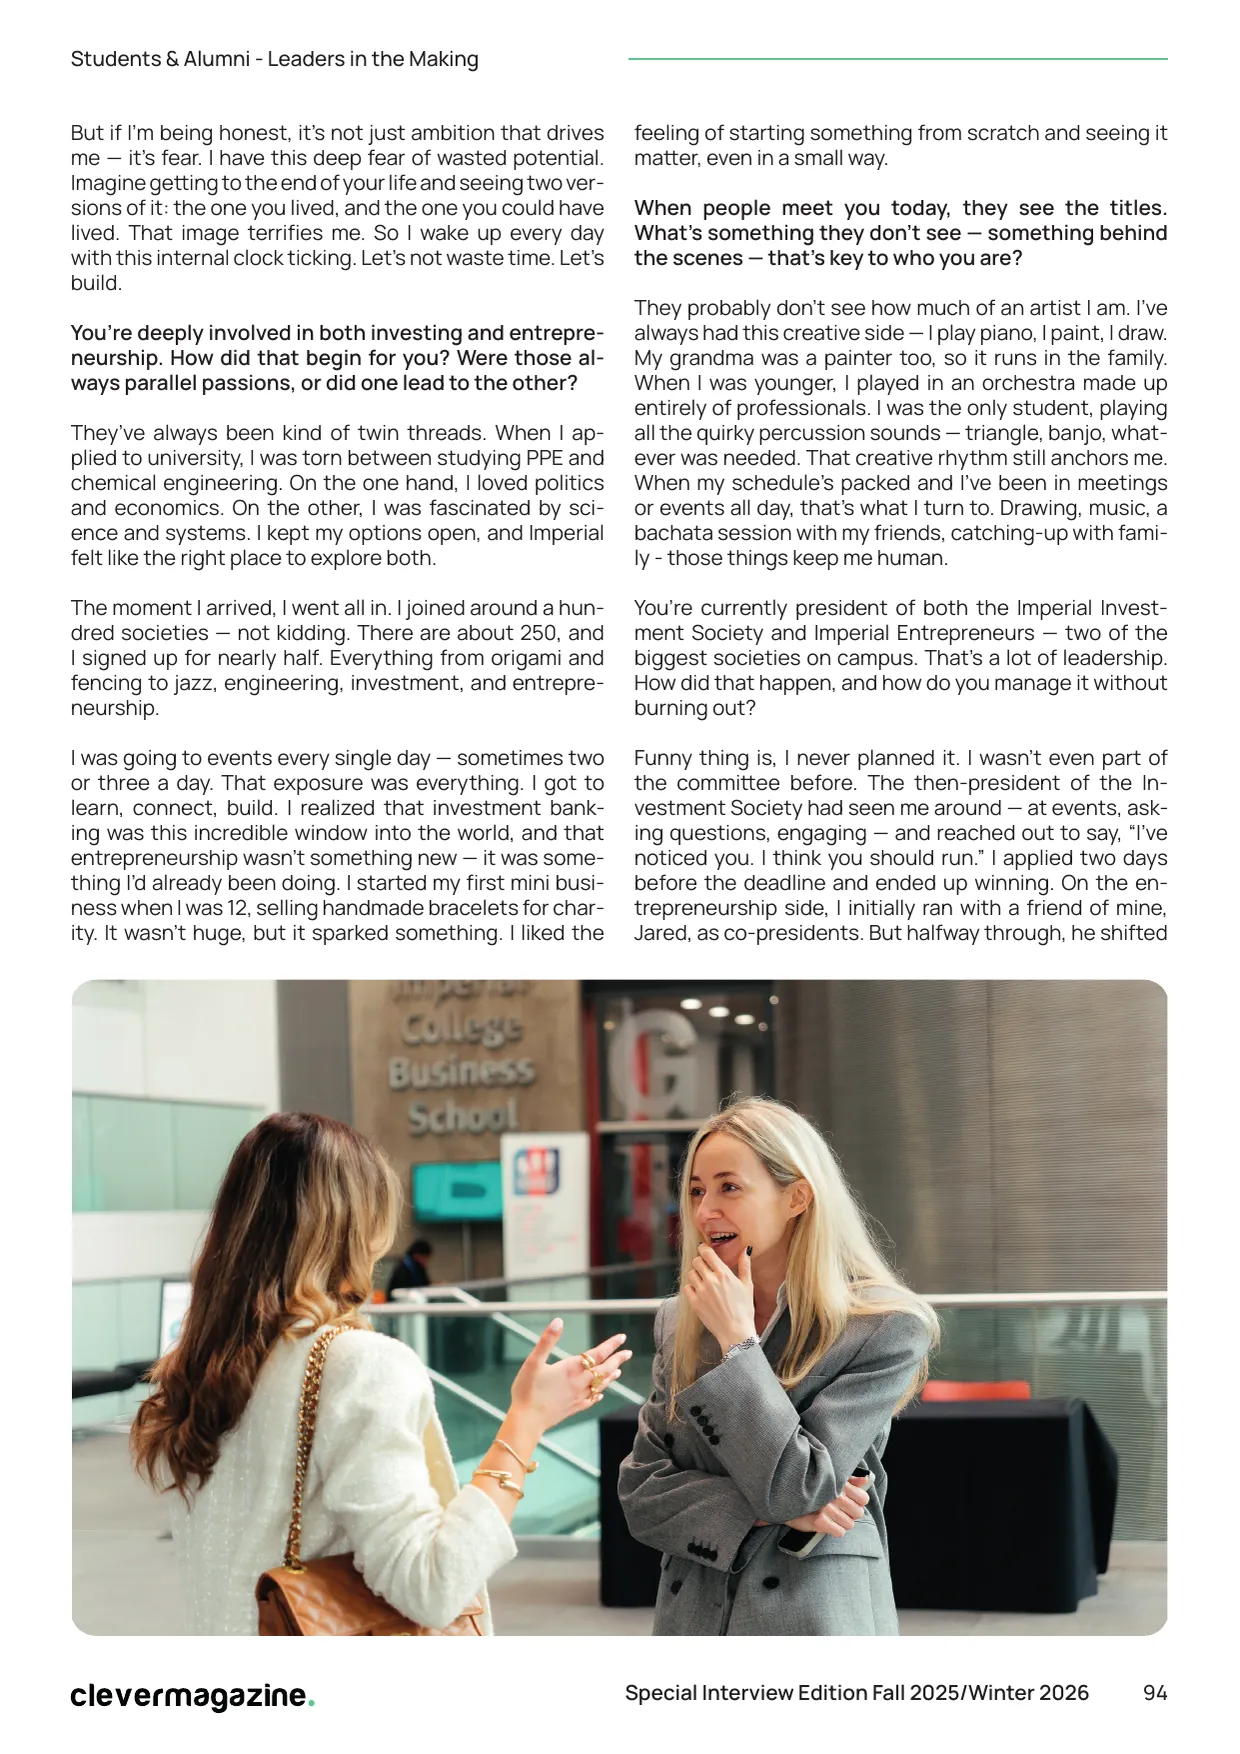 Students & Alumni - Leaders in the Making
But if I'm being honest, it's not just ambition that drives
me — it's fear. I have this deep fear of wasted potential.
Imagine getting to the end of your life and seeing two ver-
sions of it: the one you lived, and the one you could have
lived. That image terrifies me. So I wake up every day
with this internal clock ticking. Let's not waste time. Let's
build.
You're deeply involved in both investing and entrepre-
neurship. How did that begin for you? Were those al-
ways parallel passions, or did one lead to the other?
They've always been kind of twin threads. When I ap-
plied to university, I was torn between studying PPE and
chemical engineering. On the one hand, I loved politics
and economics. On the other, I was fascinated by sci-
ence and systems. I kept my options open, and Imperial
felt like the right place to explore both.
The moment I arrived, I went all in. I joined around a hun-
dred societies — not kidding. There are about 250, and
I signed up for nearly half. Everything from origami and
fencing to jazz, engineering, investment, and entrepre-
neurship.
I was going to events every single day — sometimes two
or three a day. That exposure was everything. I got to
learn, connect, build. I realized that investment bank-
ing was this incredible window into the world, and that
entrepreneurship wasn't something new — it was some-
thing I'd already been doing. I started my first mini busi-
ness when I was 12, selling handmade bracelets for char-
ity. It wasn't huge, but it sparked something. I liked the
feeling of starting something from scratch and seeing it
matter, even in a small way.
When people meet you today, they see the titles.
What's something they don't see — something behind
the scenes — that's key to who you are?
They probably don't see how much of an artist I am. I've
always had this creative side — I play piano, I paint, I draw.
My grandma was a painter too, so it runs in the family.
When I was younger, I played in an orchestra made up
entirely of professionals. I was the only student, playing
all the quirky percussion sounds — triangle, banjo, what-
ever was needed. That creative rhythm still anchors me.
When my schedule's packed and I've been in meetings
or events all day, that's what I turn to. Drawing, music, a
bachata session with my friends, catching-up with fami-
ly - those things keep me human.
You're currently president of both the Imperial Invest-
ment Society and Imperial Entrepreneurs — two of the
biggest societies on campus. That's a lot of leadership.
How did that happen, and how do you manage it without
burning out?
Funny thing is, I never planned it. I wasn't even part of
the committee before. The then-president of the In-
vestment Society had seen me around — at events, ask-
ing questions, engaging — and reached out to say, “I've
noticed you. I think you should run.” I applied two days
before the deadline and ended up winning. On the en-
trepreneurship side, I initially ran with a friend of mine,
Jared, as co-presidents. But halfway through, he shifted
Imperial
College
Business
School
G
clevermagazine.
Special Interview Edition Fall 2025/Winter 2026
94